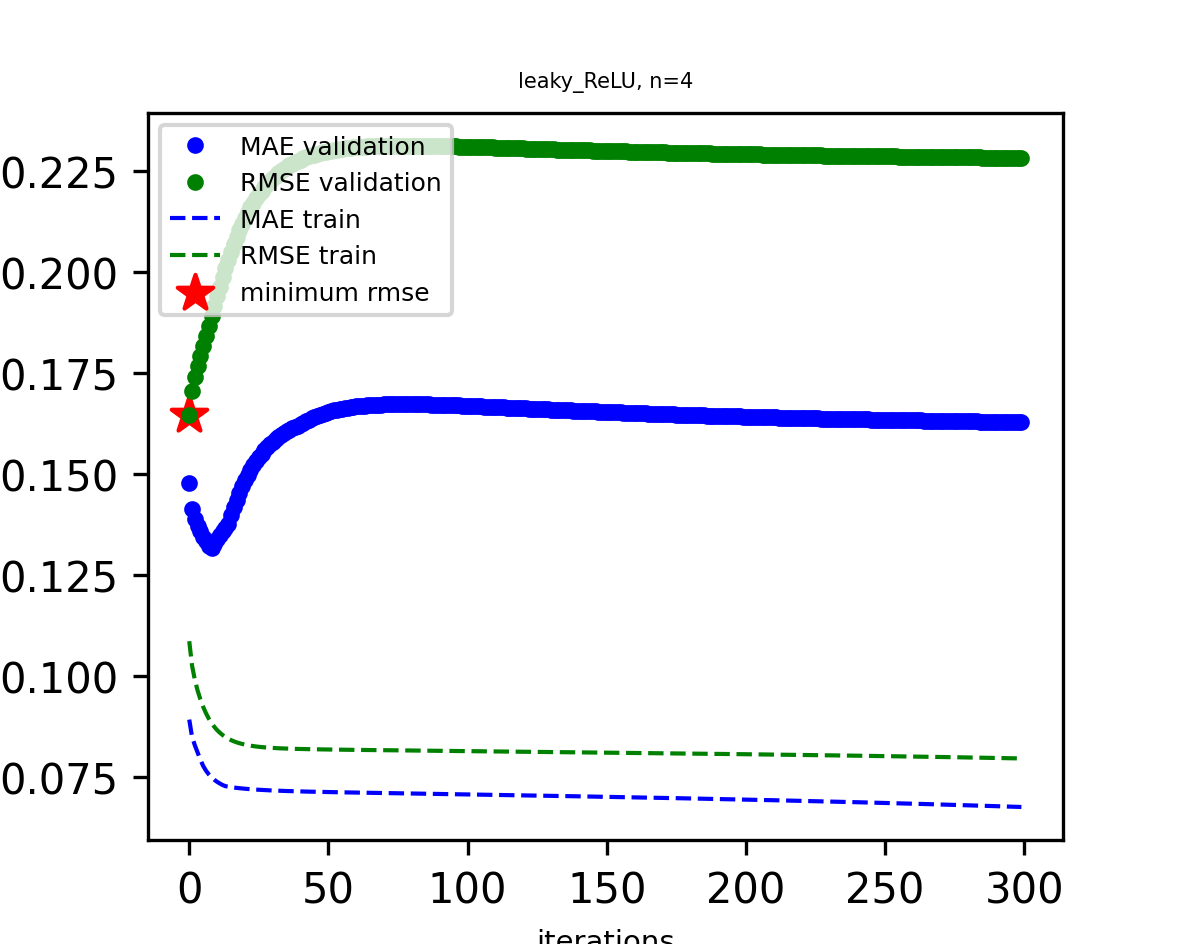 leaky_ReLU, n=4
MAE validation
RMSE validation
MAE train
RMSE train
minimum rmse
0.225
0.200
0.175
0.150
0.125
0.100
0.075
0 50 100 150 200 250 300
iterations